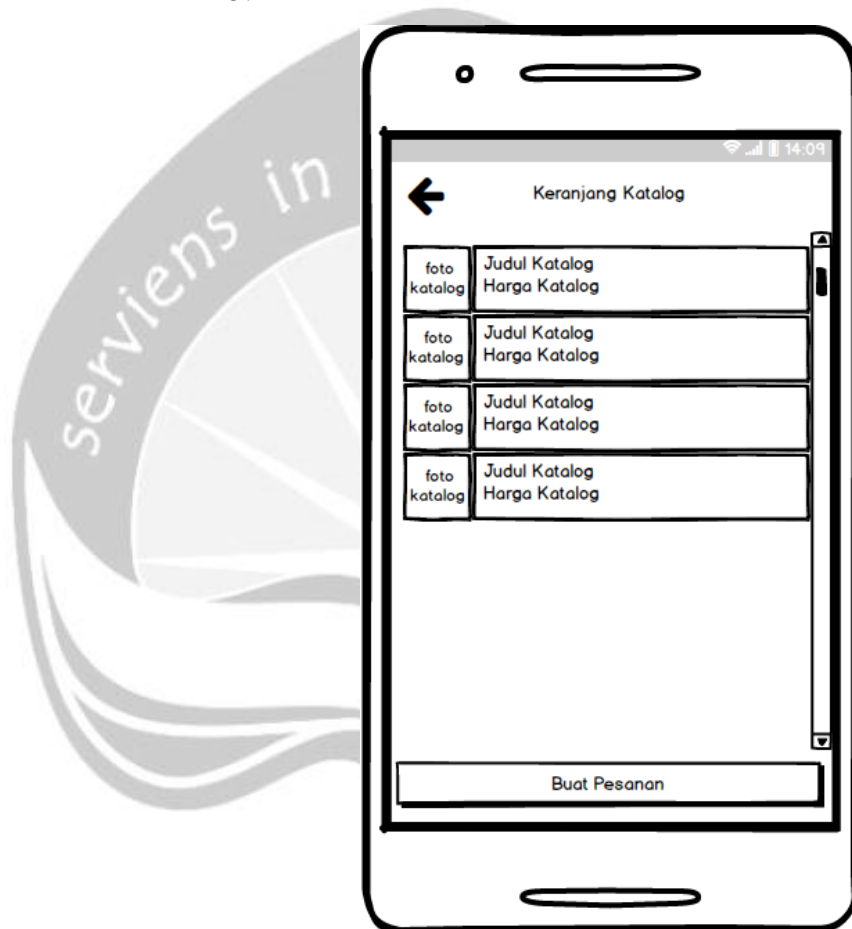 serviens in
14:09
Keranjang Katalog
foto
katalog
Judul Katalog
Harga Katalog
foto
katalog
Judul Katalog
Harga Katalog
foto
katalog
Judul Katalog
Harga Katalog
foto
katalog
Judul Katalog
Harga Katalog
Buat Pesanan